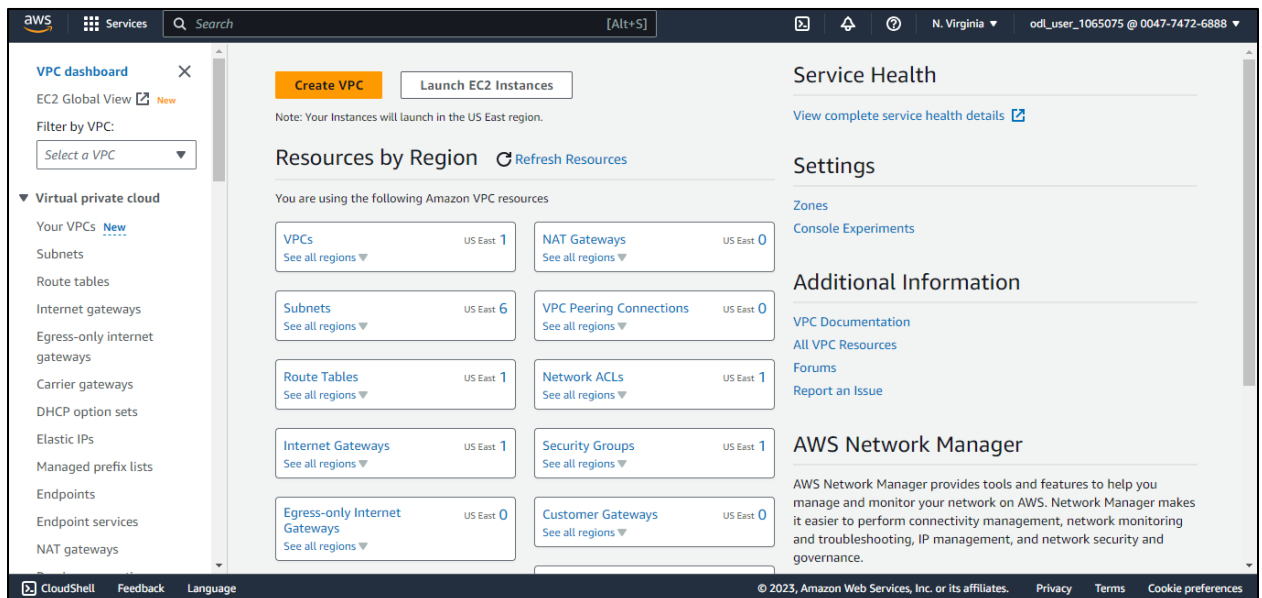 aws
Services
Search
[Alt+S]
N. Virginia ▼
odl_user_1065075 @ 0047-7472-6888 ▼
VPC dashboard
EC2 Global View New
Filter by VPC:
Select a VPC
Virtual private cloud
Your VPCs New
Subnets
Route tables
Internet gateways
Egress-only internet
gateways
Carrier gateways
DHCP option sets
Elastic IPs
Managed prefix lists
Endpoints
Endpoint services
NAT gateways
Create VPC
Launch EC2 Instances
Note: Your Instances will launch in the US East region.
Resources by Region
Refresh Resources
You are using the following Amazon VPC resources
VPCs US East 1
See all regions ▼
NAT Gateways US East 0
See all regions ▼
Subnets US East 6
See all regions ▼
VPC Peering Connections US East 0
See all regions ▼
Route Tables US East 1
See all regions ▼
Network ACLs US East 1
See all regions ▼
Internet Gateways US East 1
See all regions ▼
Security Groups US East 1
See all regions ▼
Egress-only Internet US East 0
Gateways
See all regions ▼
Customer Gateways US East 0
See all regions ▼
Service Health
View complete service health details
Settings
Zones
Console Experiments
Additional Information
VPC Documentation
All VPC Resources
Forums
Report an Issue
AWS Network Manager
AWS Network Manager provides tools and features to help you
manage and monitor your network on AWS. Network Manager makes
it easier to perform connectivity management, network monitoring
and troubleshooting, IP management, and network security and
governance.
CloudShell
Feedback
Language
© 2023, Amazon Web Services, Inc. or its affiliates.
Privacy
Terms
Cookie preferences